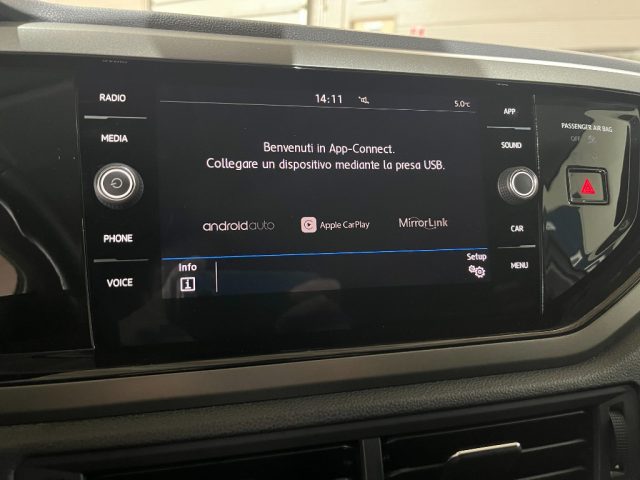 RADIO
MEDIA
PHONE
VOICE
14:11
5.0°C
Benvenuti in App-Connect.
Collegare un dispositivo mediante la presa USB.
androidauto
Apple CarPlay
MirrorLink
Info
i
Setup
APP
SOUND
CAR
MENU
PASSENGER AIR BAG
OFF